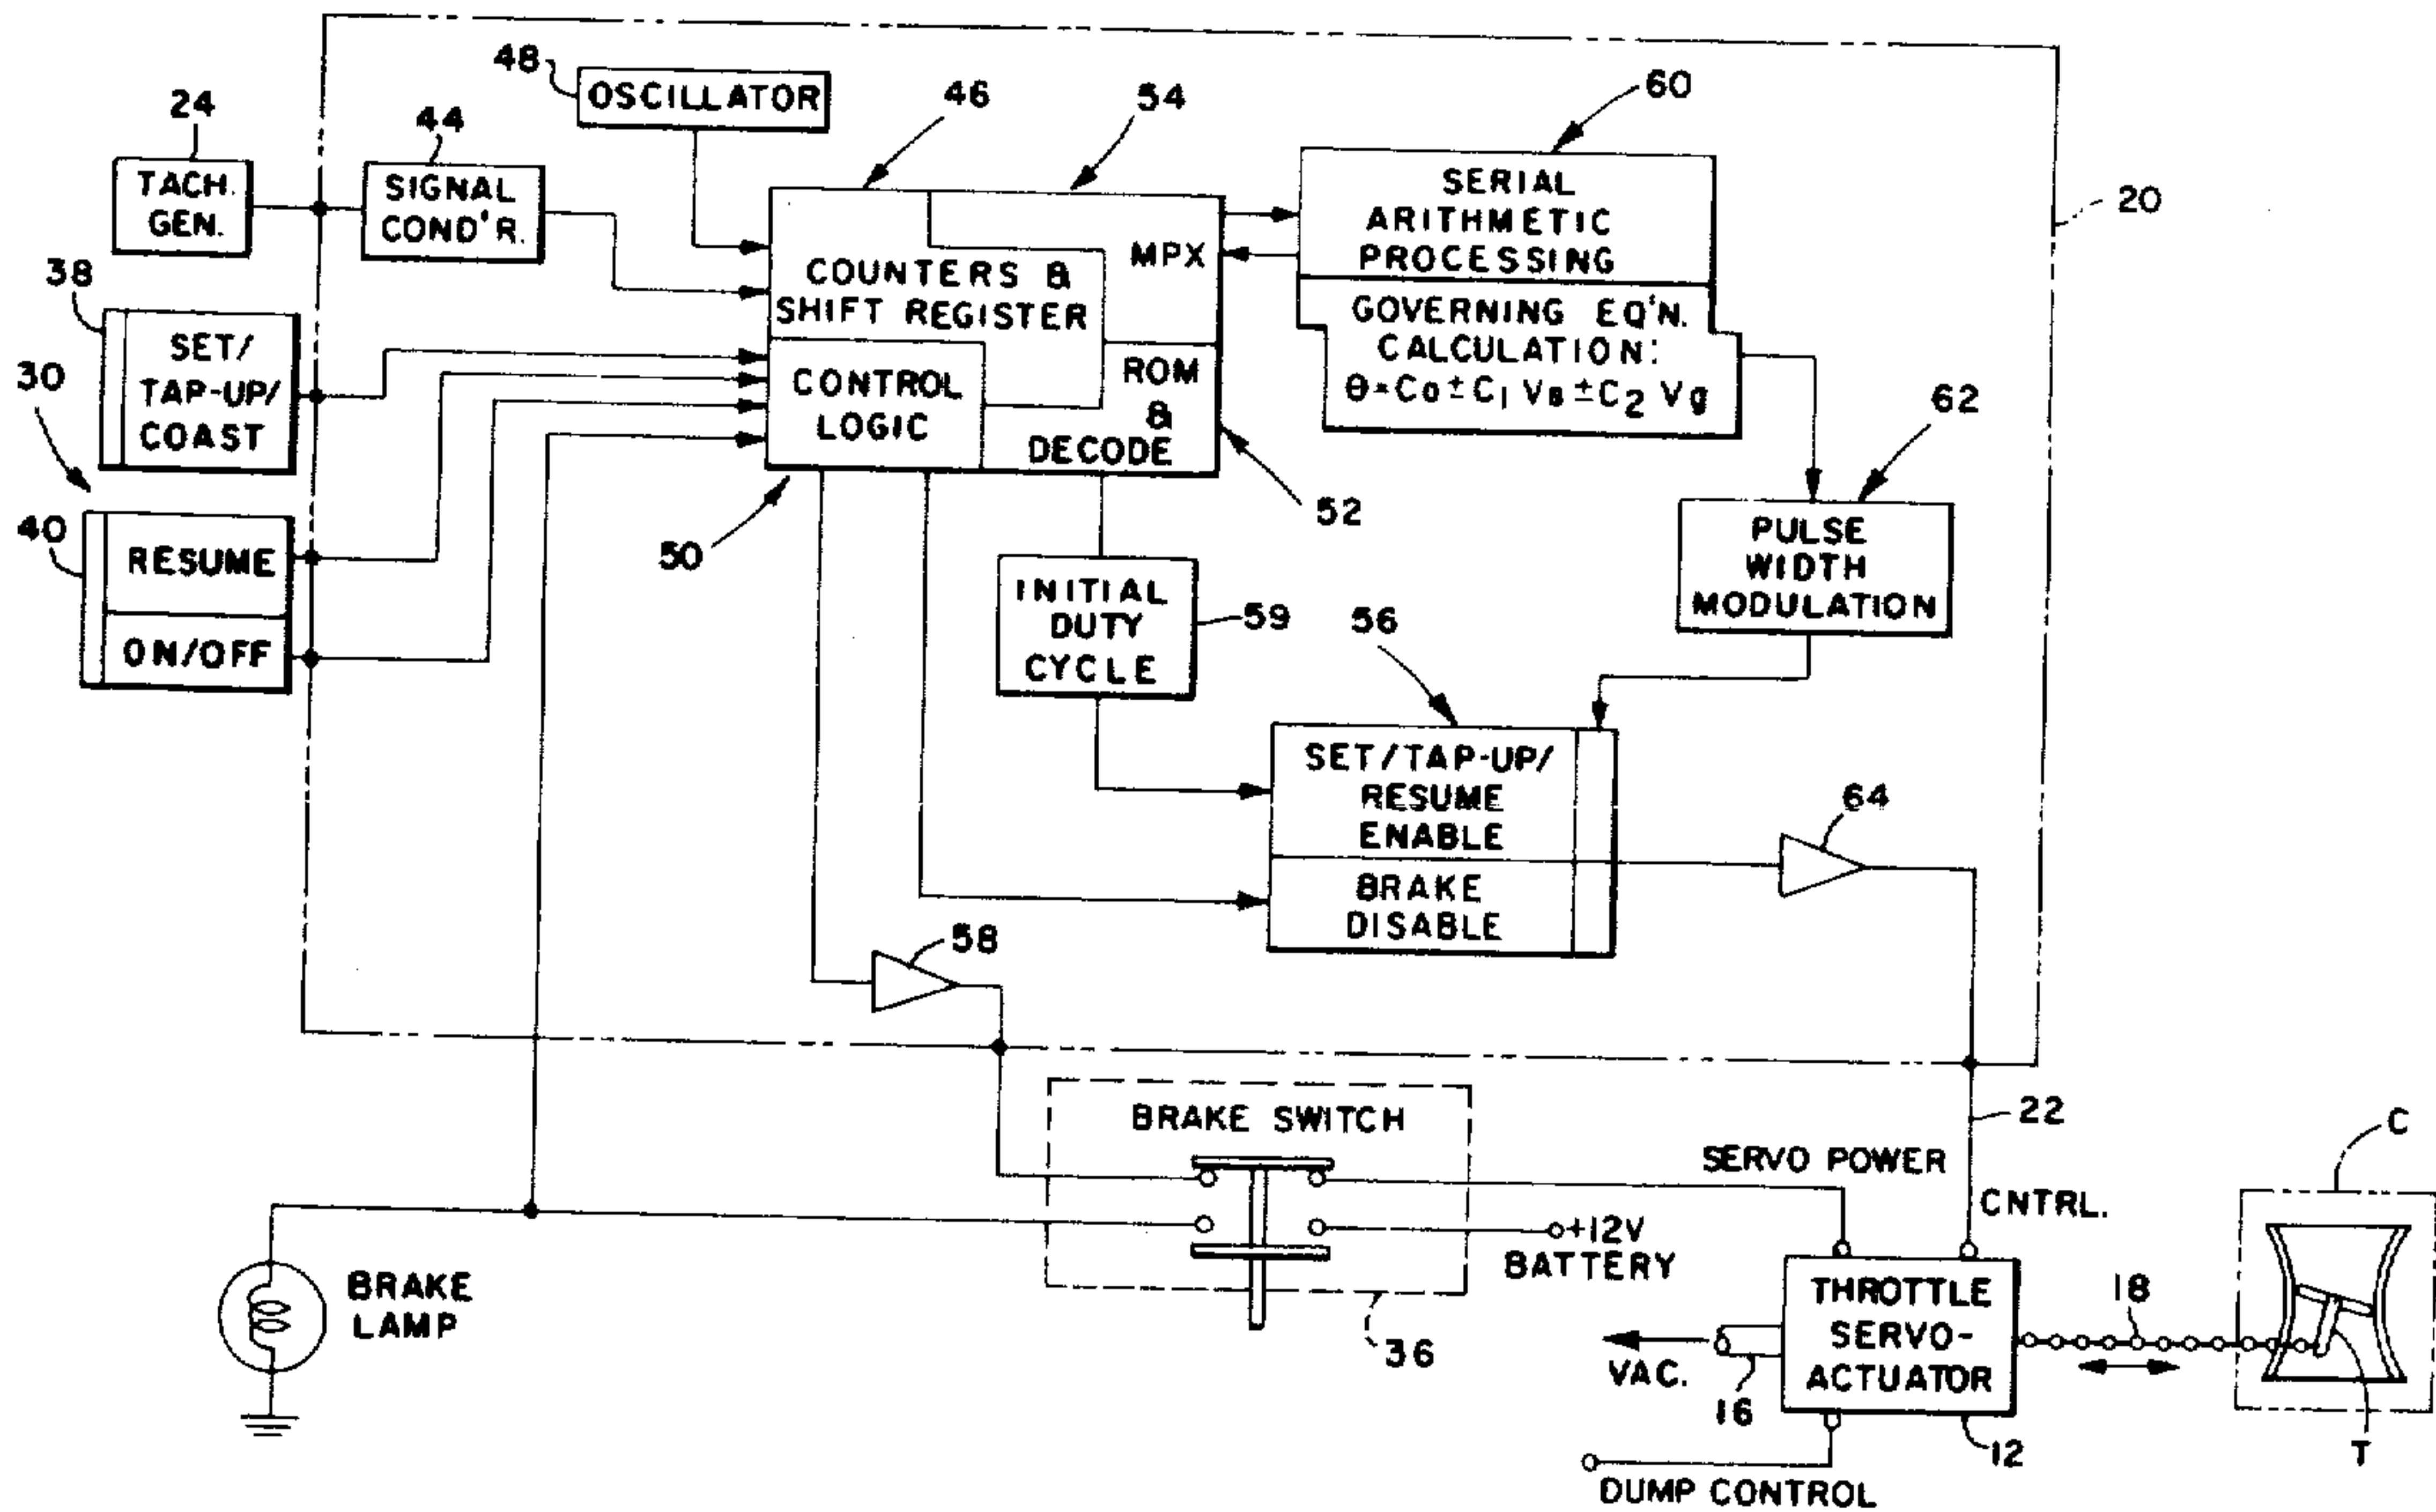 48
OSCILLATOR
46
54
60
24
44
TACH.
GEN.
SIGNAL
COND'R.
SERIAL
ARITHMETIC
PROCESSING
20
MPX
COUNTERS &
SHIFT REGISTER
GOVERNING EQ'N.
CALCULATION:
θ=Co±C1 Vs±C2 Vg
38
SET/
TAP-UP/
COAST
30
CONTROL
LOGIC
ROM
&
DECODE
62
52
50
40
RESUME
ON/OFF
PULSE
WIDTH
MODULATION
INITIAL
DUTY
CYCLE
59
56
SET/TAP-UP/
RESUME
ENABLE
BRAKE
DISABLE
64
58
BRAKE SWITCH
22
C
SERVO POWER
CNTRL.
+12V
BATTERY
BRAKE
LAMP
36
THROTTLE
SERVO-
ACTUATOR
18
VAC.
16
12
T
DUMP CONTROL